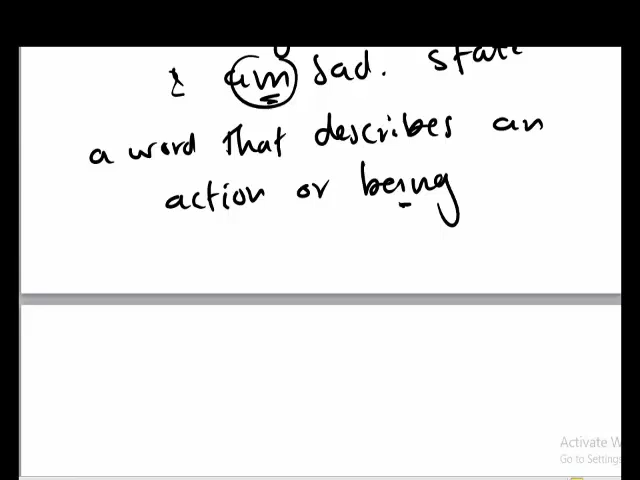 I am sad. state
a word that describes an
action or being
Activate W
Go to Settings